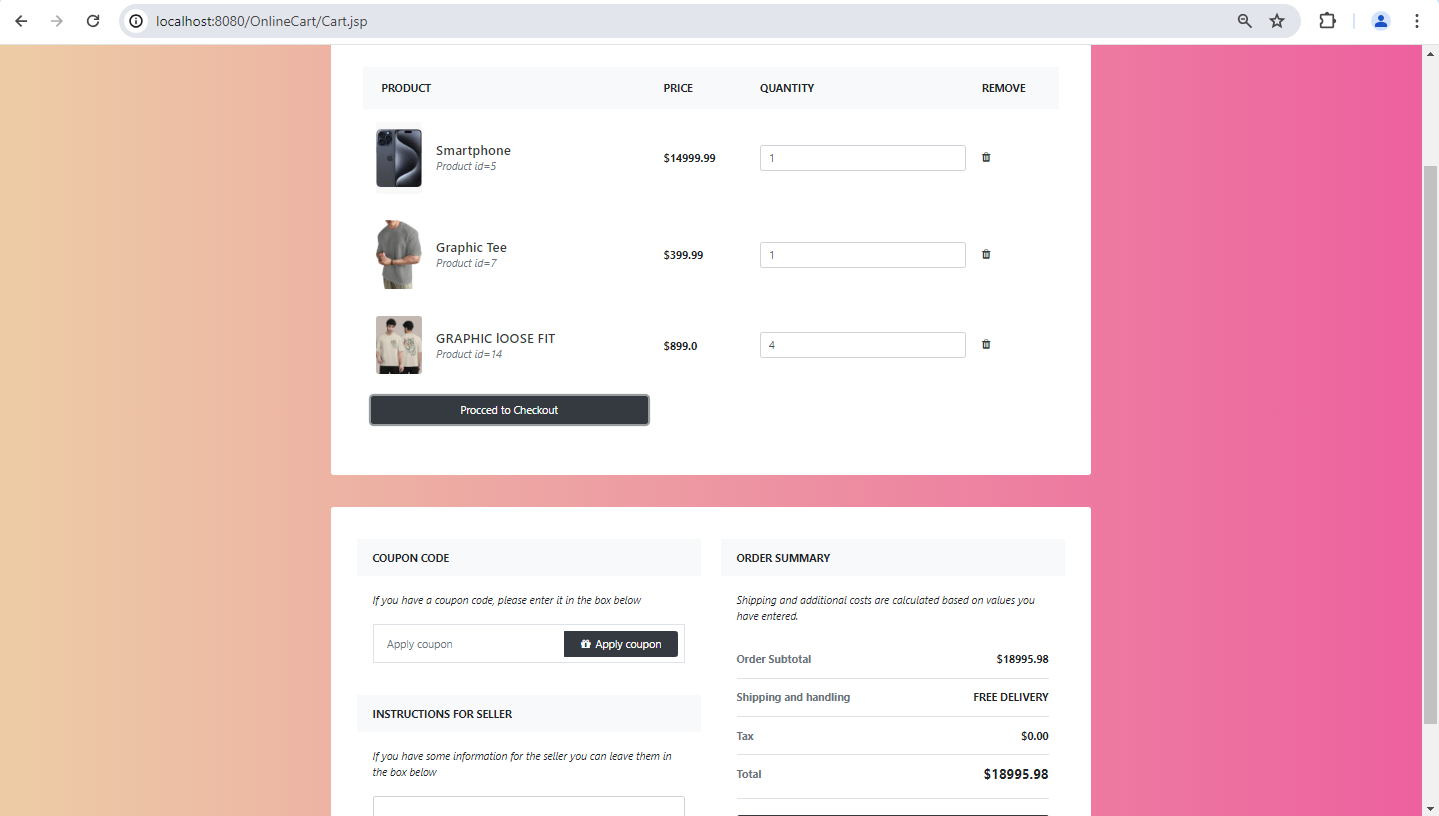 localhost:8080/OnlineCart/Cart.jsp
PRODUCT PRICE QUANTITY REMOVE
Smartphone
Product id=5
$14999.99 1
Graphic Tee
Product id=7
$399.99 1
GRAPHIC lOOSE FIT
Product id=14
$899.0 4
Procced to Checkout
COUPON CODE
If you have a coupon code, please enter it in the box below
Apply coupon Apply coupon
INSTRUCTIONS FOR SELLER
If you have some information for the seller you can leave them in
the box below
ORDER SUMMARY
Shipping and additional costs are calculated based on values you
have entered.
Order Subtotal $18995.98
Shipping and handling FREE DELIVERY
Tax $0.00
Total $18995.98